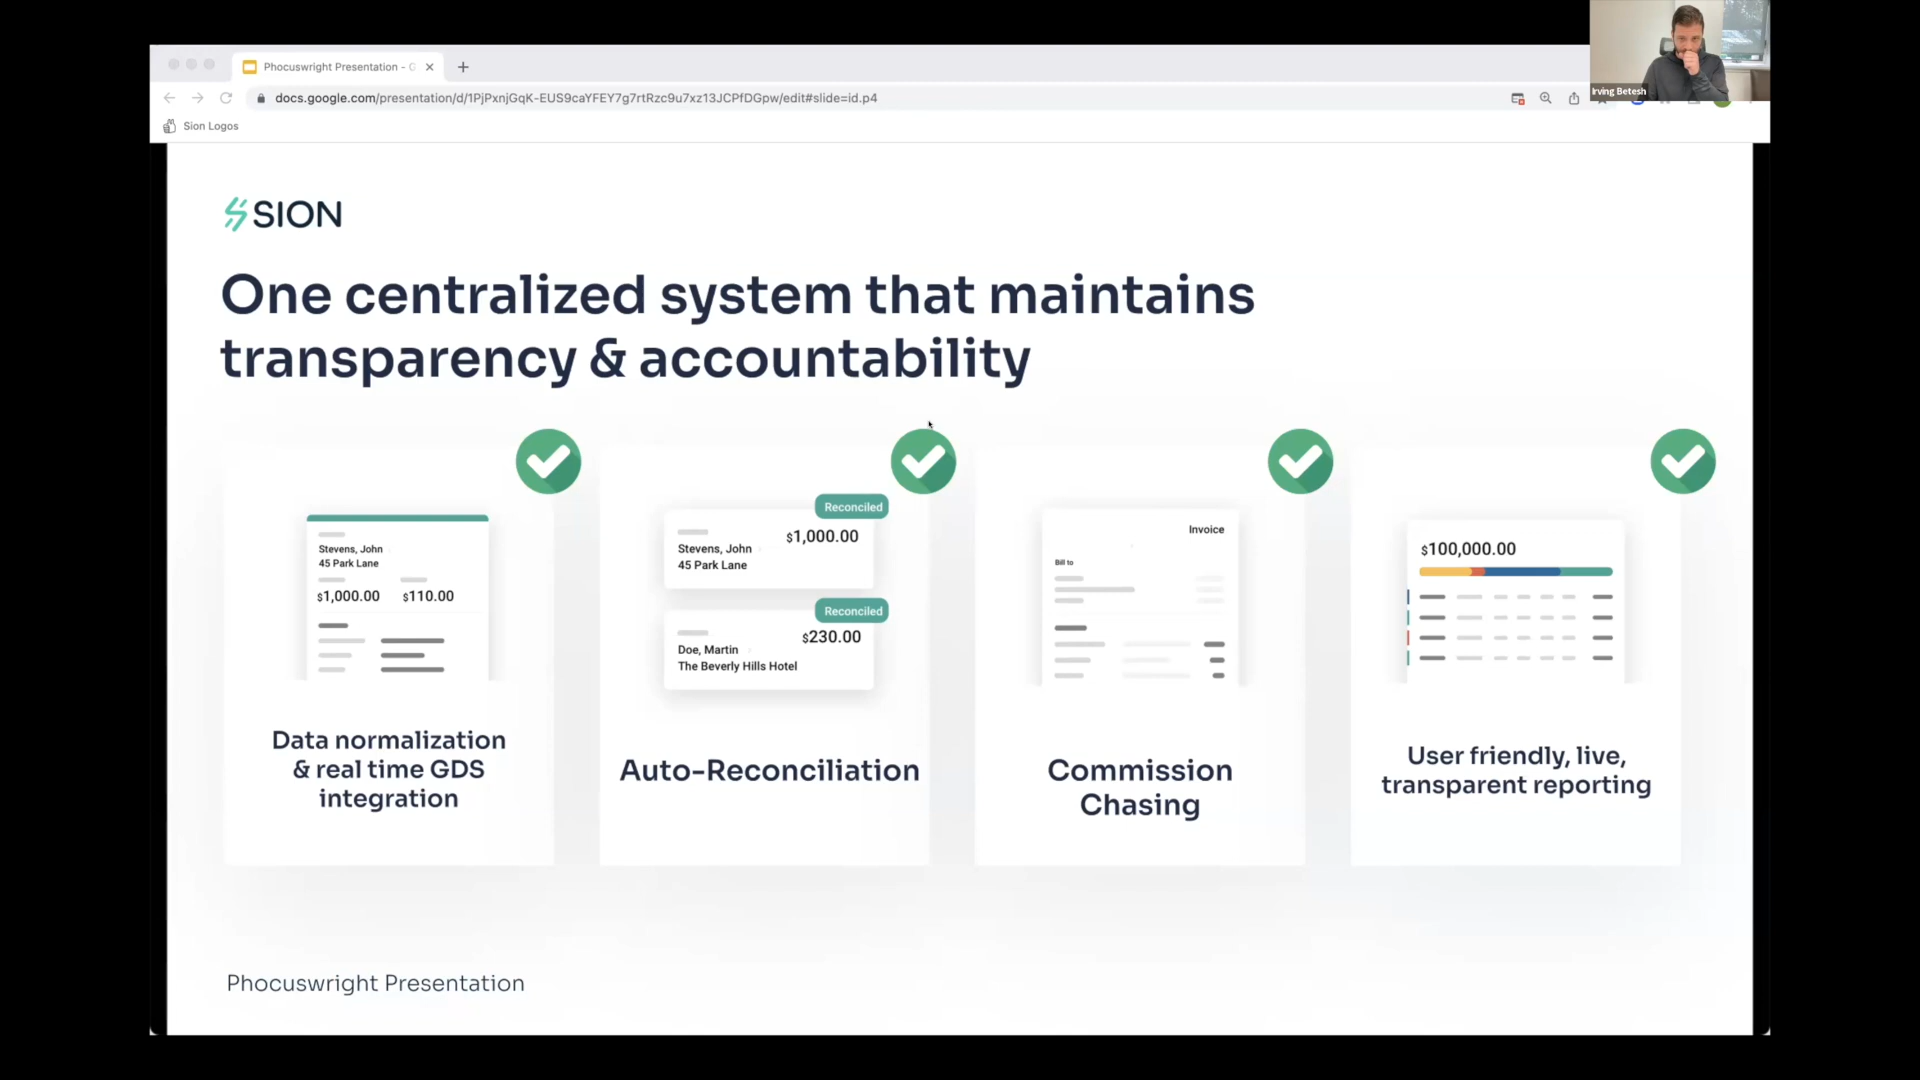 Phocuswright Presentation - G
docs.google.com/presentation/d/1PjPxnjGqK-EUS9caYFEY7g7rtRzc9u7xz13JCPfDGpw/edit#slide=id.p4
Irving Betesh
Sion Logos
SION
One centralized system that maintains
transparency & accountability
Stevens, John
45 Park Lane
$1,000.00 $110.00
Data normalization
& real time GDS
integration
Reconciled
$1,000.00
Stevens, John
45 Park Lane
Reconciled
$230.00
Doe, Martin
The Beverly Hills Hotel
Auto-Reconciliation
Invoice
Bill to
Commission
Chasing
$100,000.00
User friendly, live,
transparent reporting
Phocuswright Presentation